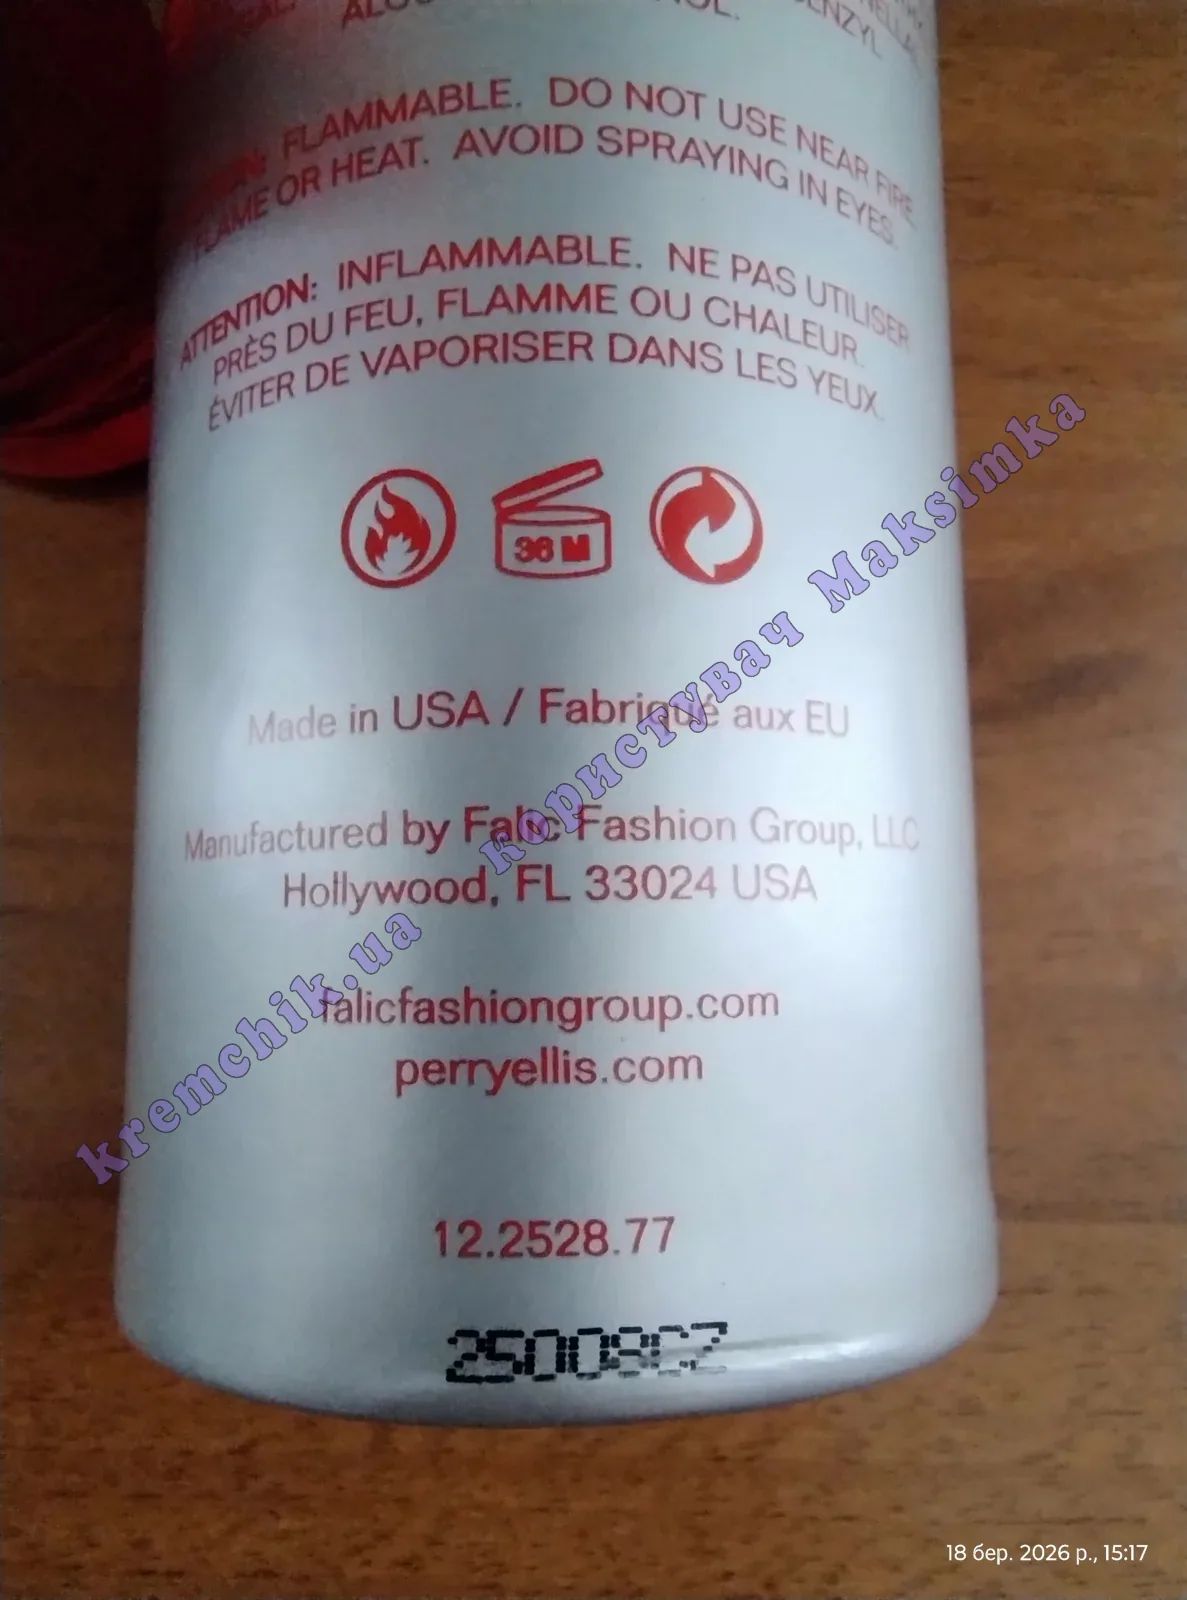 FLAMMABLE. DO NOT USE NEAR FIRE,
FLAME OR HEAT. AVOID SPRAYING IN EYES.
ATTENTION: INFLAMMABLE. NE PAS UTILISER
PRÈS DU FEU, FLAMME OU CHALEUR.
ÉVITER DE VAPORISER DANS LES YEUX.
36 M
Made in USA / Fabriqué aux EU
Manufactured by Falic Fashion Group, LLC
Hollywood, FL 33024 USA
falicfashiongroup.com
perryellis.com
12.2528.77
kremchik.ua користувач Maksimka
18 бер. 2026 р., 15:17